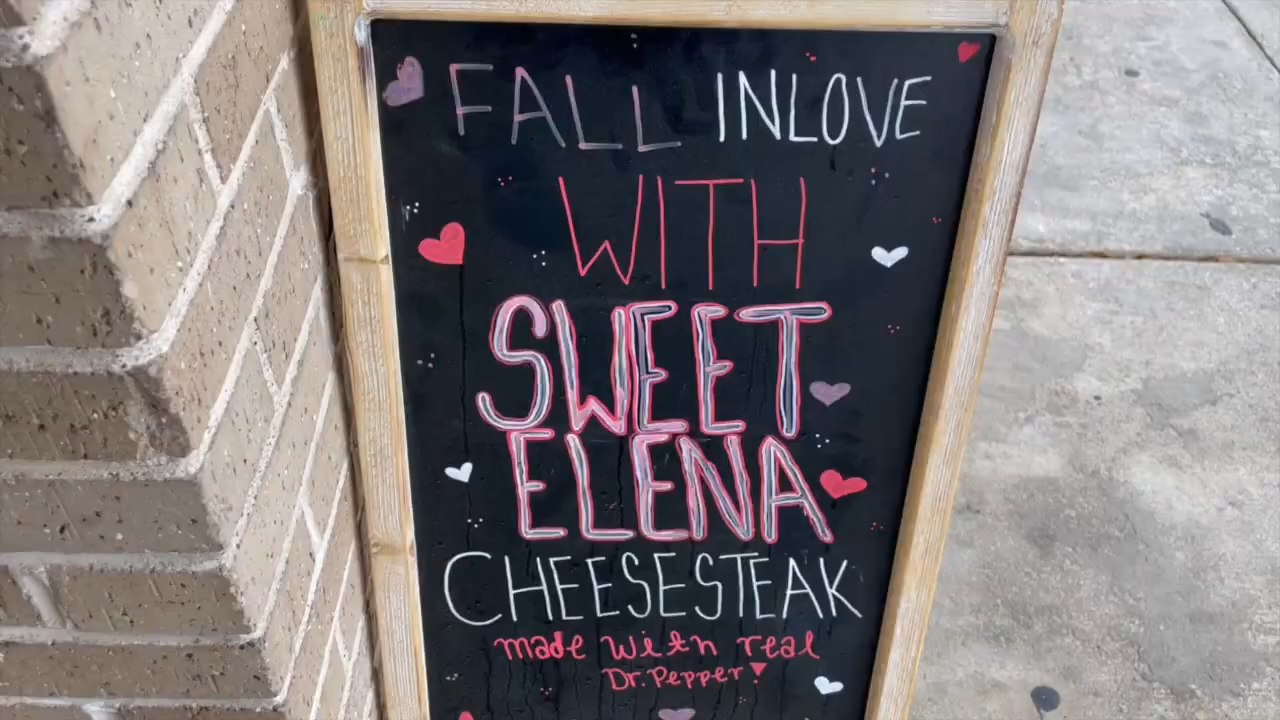 FALL INLOVE
WITH
SWEET
ELENA
CHEESESTEAK
made with real
Dr. Pepper!